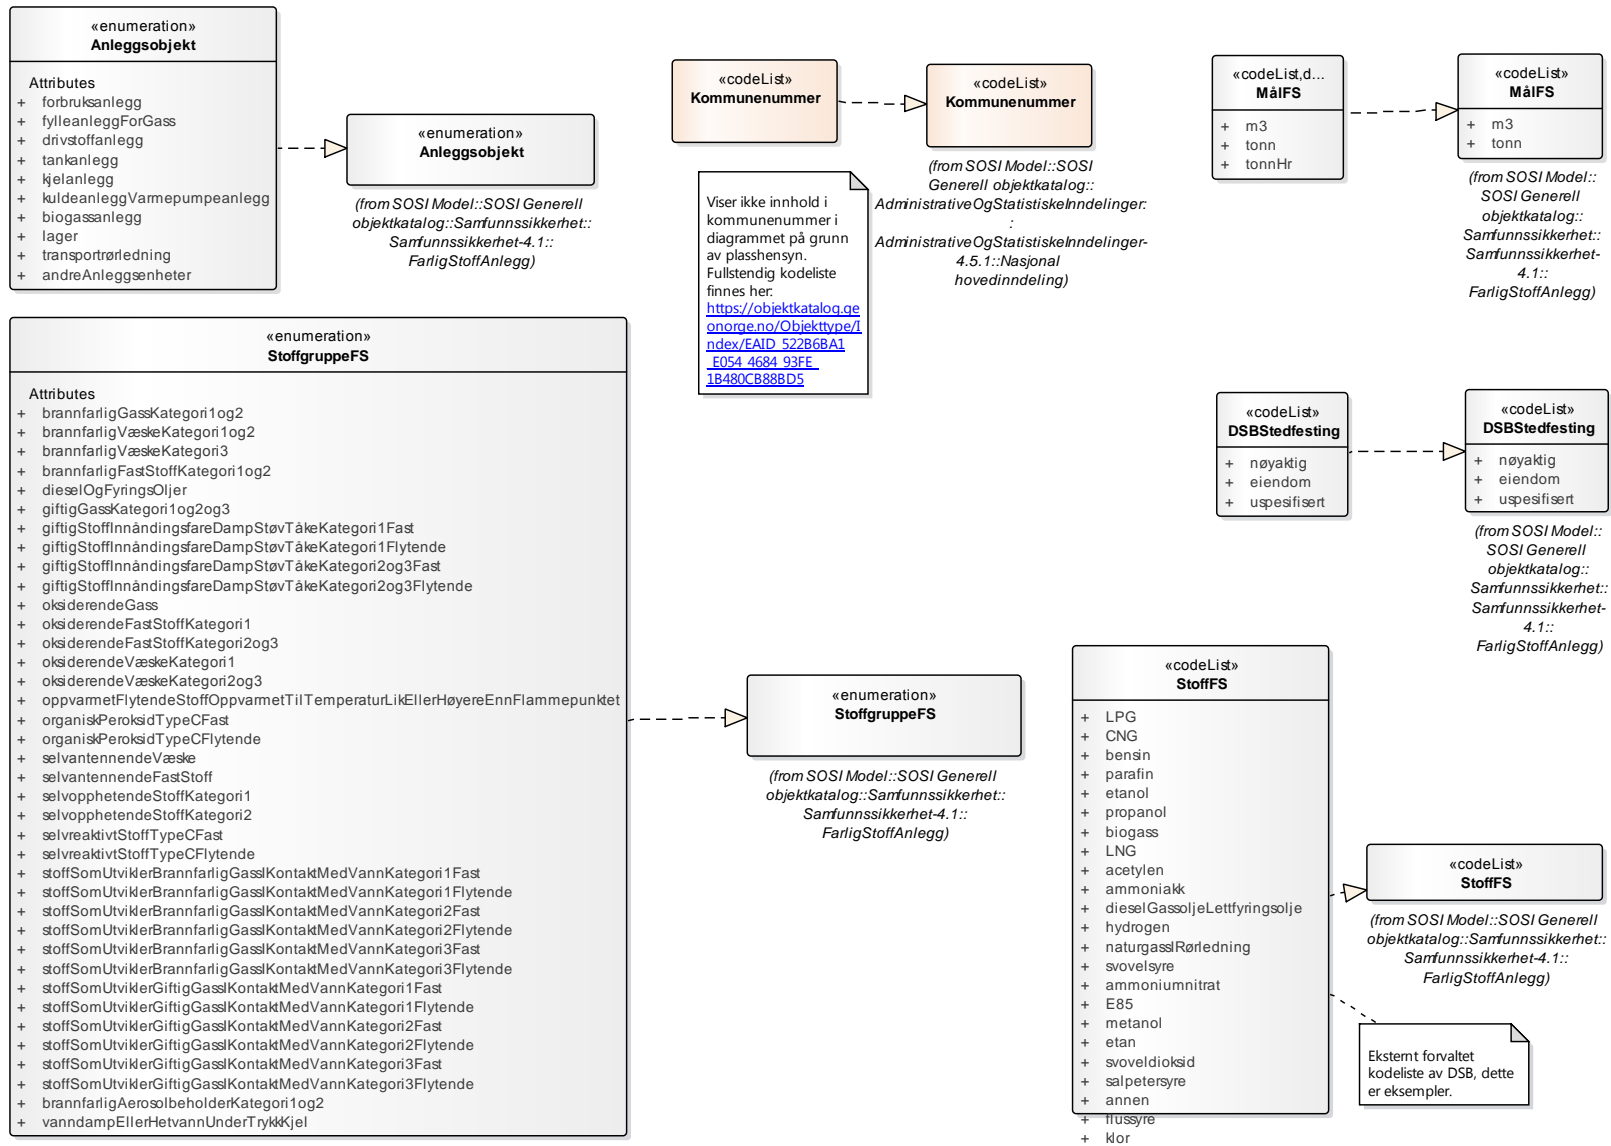 «enumeration»
Anleggsobjekt
Attributes
+ forbruksanlegg
+ fylleanleggForGass
+ drivstoffanlegg
+ tankanlegg
+ kjelanlegg
+ kuldeanleggVarmepumpeanlegg
+ biogassanlegg
+ lager
+ transportrørledning
+ andreAnleggsenheter
«enumeration»
Anleggsobjekt
(from SOSI Model::SOSI Generell
objektkatalog::Samfunnssikkerhet::
Samfunnssikkerhet-4.1::
FarligStoffAnlegg)
«codeList»
Kommunenummer
«codeList»
Kommunenummer
(from SOSI Model::SOSI
Generell objektkatalog::
AdministrativeOgStatistiskeInndelinger:
:
AdministrativeOgStatistiskeInndelinger-
4.5.1::Nasjonal
hovedinndeling)
Viser ikke innhold i
kommunenummer i
diagrammet på grunn
av plasshensyn.
Fullstendig kodeliste
finnes her:
https://objektkatalog.ge
onorge.no/Objekttype/I
ndex/EAID_522B6BA1
_E054_4684_93FE_
1B480CB88BD5
«codeList,d...
MålFS
+ m3
+ tonn
+ tonnHr
«codeList»
MålFS
+ m3
+ tonn
(from SOSI Model::
SOSI Generell
objektkatalog::
Samfunnssikkerhet::
Samfunnssikkerhet-
4.1::
FarligStoffAnlegg)
«enumeration»
StoffgruppeFS
Attributes
+ brannfarligGassKategori1og2
+ brannfarligVæskeKategori1og2
+ brannfarligVæskeKategori3
+ brannfarligFastStoffKategori1og2
+ dieselOgFyringsOljer
+ giftigGassKategori1og2og3
+ giftigStoffInnåndingsfareDampStøvTåkeKategori1Fast
+ giftigStoffInnåndingsfareDampStøvTåkeKategori1Flytende
+ giftigStoffInnåndingsfareDampStøvTåkeKategori2og3Fast
+ giftigStoffInnåndingsfareDampStøvTåkeKategori2og3Flytende
+ oksiderendeGass
+ oksiderendeFastStoffKategori1
+ oksiderendeFastStoffKategori2og3
+ oksiderendeVæskeKategori1
+ oksiderendeVæskeKategori2og3
+ oppvarmetFlytendeStoffOppvarmetTilTemperaturLikEllerHøyereEnnFlammepunktet
+ organiskPeroksidTypeCFast
+ organiskPeroksidTypeCFlytende
+ selvantennendeVæske
+ selvantennendeFastStoff
+ selvopphetendeStoffKategori1
+ selvopphetendeStoffKategori2
+ selvreaktivtStoffTypeCFast
+ selvreaktivtStoffTypeCFlytende
+ stoffSomUtviklerBrannfarligGassIKontaktMedVannKategori1Fast
+ stoffSomUtviklerBrannfarligGassIKontaktMedVannKategori1Flytende
+ stoffSomUtviklerBrannfarligGassIKontaktMedVannKategori2Fast
+ stoffSomUtviklerBrannfarligGassIKontaktMedVannKategori2Flytende
+ stoffSomUtviklerBrannfarligGassIKontaktMedVannKategori3Fast
+ stoffSomUtviklerBrannfarligGassIKontaktMedVannKategori3Flytende
+ stoffSomUtviklerGiftigGassIKontaktMedVannKategori1Fast
+ stoffSomUtviklerGiftigGassIKontaktMedVannKategori1Flytende
+ stoffSomUtviklerGiftigGassIKontaktMedVannKategori2Fast
+ stoffSomUtviklerGiftigGassIKontaktMedVannKategori2Flytende
+ stoffSomUtviklerGiftigGassIKontaktMedVannKategori3Fast
+ stoffSomUtviklerGiftigGassIKontaktMedVannKategori3Flytende
+ brannfarligAerosolbeholderKategori1og2
+ vanndampEllerHetvannUnderTrykkKjel
«enumeration»
StoffgruppeFS
(from SOSI Model::SOSI Generell
objektkatalog::Samfunnssikkerhet::
Samfunnssikkerhet-4.1::
FarligStoffAnlegg)
«codeList»
DSBStedfesting
+ nøyaktig
+ eiendom
+ uspesifisert
«codeList»
DSBStedfesting
+ nøyaktig
+ eiendom
+ uspesifisert
(from SOSI Model::
SOSI Generell
objektkatalog::
Samfunnssikkerhet::
Samfunnssikkerhet-
4.1::
FarligStoffAnlegg)
«codeList»
StoffFS
+ LPG
+ CNG
+ bensin
+ parafin
+ etanol
+ propanol
+ biogass
+ LNG
+ acetylen
+ ammoniakk
+ dieselGassoljeLettfyringsolje
+ hydrogen
+ naturgassIRørledning
+ svovelsyre
+ ammoniumnitrat
+ E85
+ metanol
+ etan
+ svoveldioksid
+ salpetersyre
+ annen
+ flussyre
+ klor
«codeList»
StoffFS
(from SOSI Model::SOSI Generell
objektkatalog::Samfunnssikkerhet::
Samfunnssikkerhet-4.1::
FarligStoffAnlegg)
Eksternt forvaltet
kodeliste av DSB, dette
er eksempler.